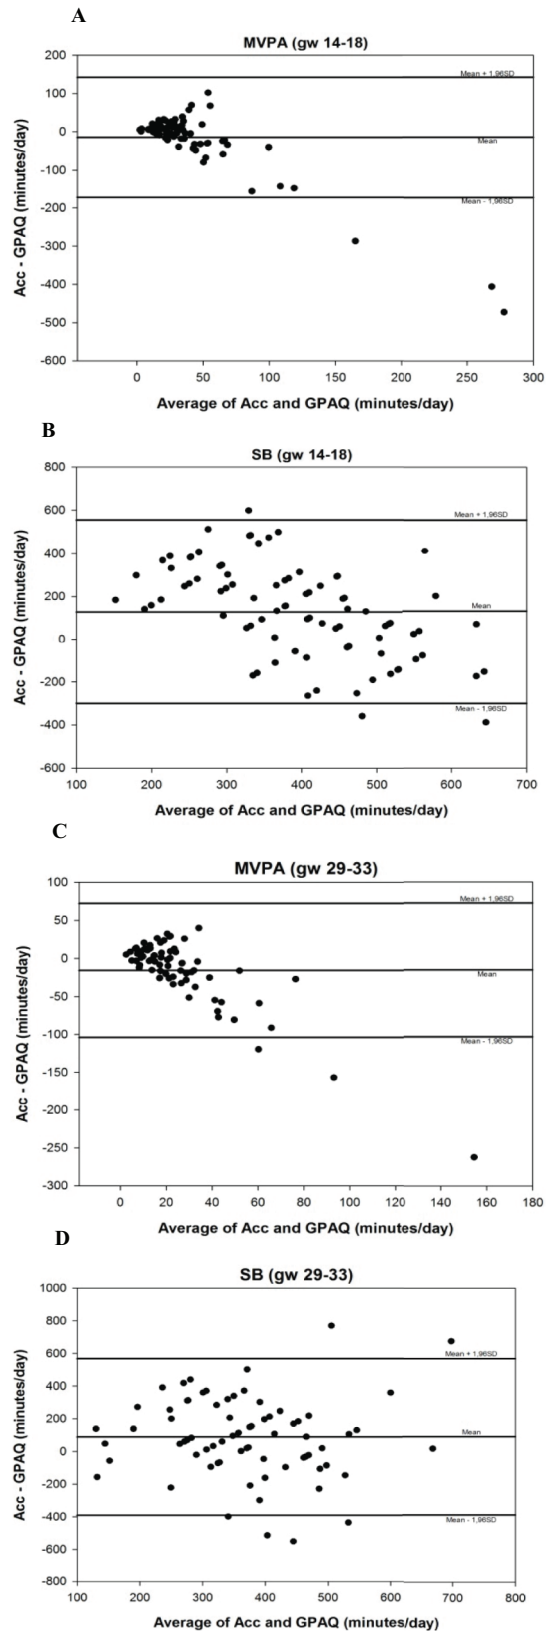 A
MVPA (gw 14-18)
200
Mean + 1.96SD
100
0
Mean
-100
Mean - 1,96SD
-200
-300
-400
-500
-600
0 50 100 150 200 250 300
Acc - GPAQ (minutes/day)
Average of Acc and GPAQ (minutes/day)
B
SB (gw 14-18)
800
600
Mean + 1,96SD
400
200
Mean
0
-200
Mean - 1,96SD
-400
-600
100 200 300 400 500 600 700
Acc - GPAQ (minutes/day)
Average of Acc and GPAQ (minutes/day)
C
MVPA (gw 29-33)
100
Mean + 1,96SD
50
0
Mean
-50
-100
Mean - 1,96SD
-150
-200
-250
-300
0 20 40 60 80 100 120 140 160 180
Acc - GPAQ (minutes/day)
Average of Acc and GPAQ (minutes/day)
D
SB (gw 29-33)
1000
800
600
Mean + 1,96SD
400
200
Mean
0
-200
-400
Mean - 1,96SD
-600
-800
100 200 300 400 500 600 700 800
Acc - GPAQ (minutes/day)
Average of Acc and GPAQ (minutes/day)